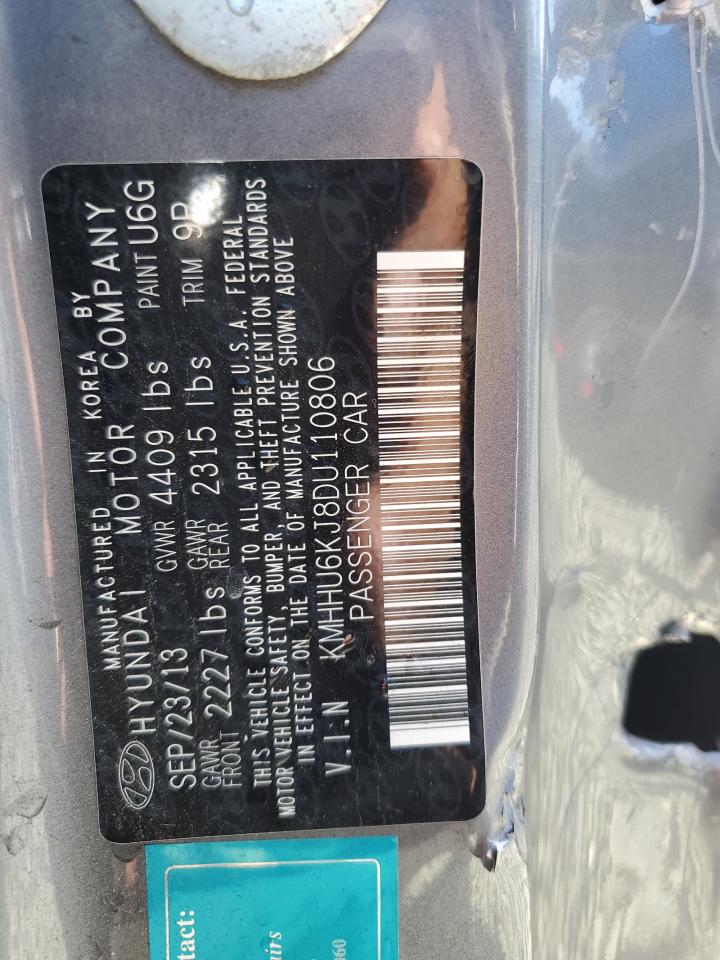 MANUFACTURED IN KOREA BY
HYUNDAI MOTOR COMPANY
SEP/23/13 GVWR 4409 lbs PAINT U6G
GAWR FRONT 2227 lbs GAWR REAR 2315 lbs TRIM 9P
THIS VEHICLE CONFORMS TO ALL APPLICABLE U.S.A. FEDERAL
MOTOR VEHICLE SAFETY, BUMPER, AND THEFT PREVENTION STANDARDS
IN EFFECT ON THE DATE OF MANUFACTURE SHOWN ABOVE
V.I.N KMHHU6KJ8DU110806
PASSENGER CAR
tact:
irs